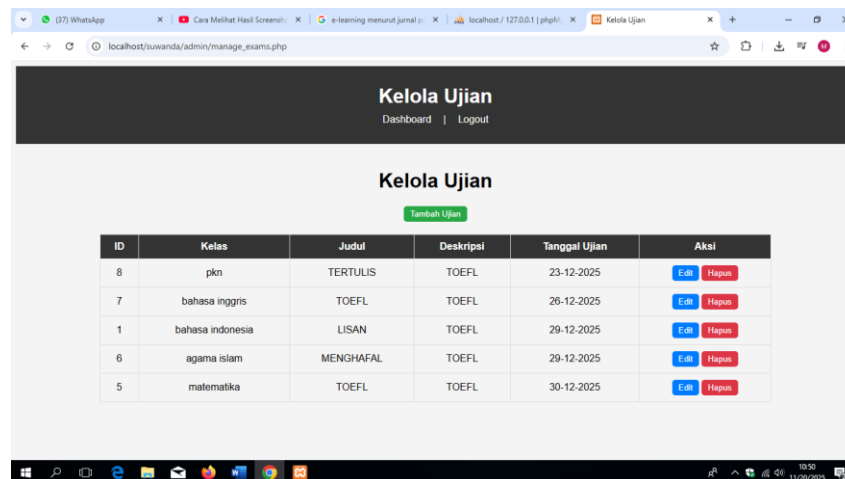 (37) WhatsApp
Cara Melihat Hasil Screensho
e-learning menurut jurnal p
localhost / 127.0.0.1 | phpM
Kelola Ujian
localhost/suwanda/admin/manage_exams.php
M
Kelola Ujian
Dashboard | Logout
Kelola Ujian
Tambah Ujian
ID Kelas Judul Deskripsi Tanggal Ujian Aksi
8 pkn TERTULIS TOEFL 23-12-2025 Edit Hapus
7 bahasa inggris TOEFL TOEFL 26-12-2025 Edit Hapus
1 bahasa indonesia LISAN TOEFL 29-12-2025 Edit Hapus
6 agama islam MENGHAFAL TOEFL 29-12-2025 Edit Hapus
5 matematika TOEFL TOEFL 30-12-2025 Edit Hapus
10:50
11/20/2025